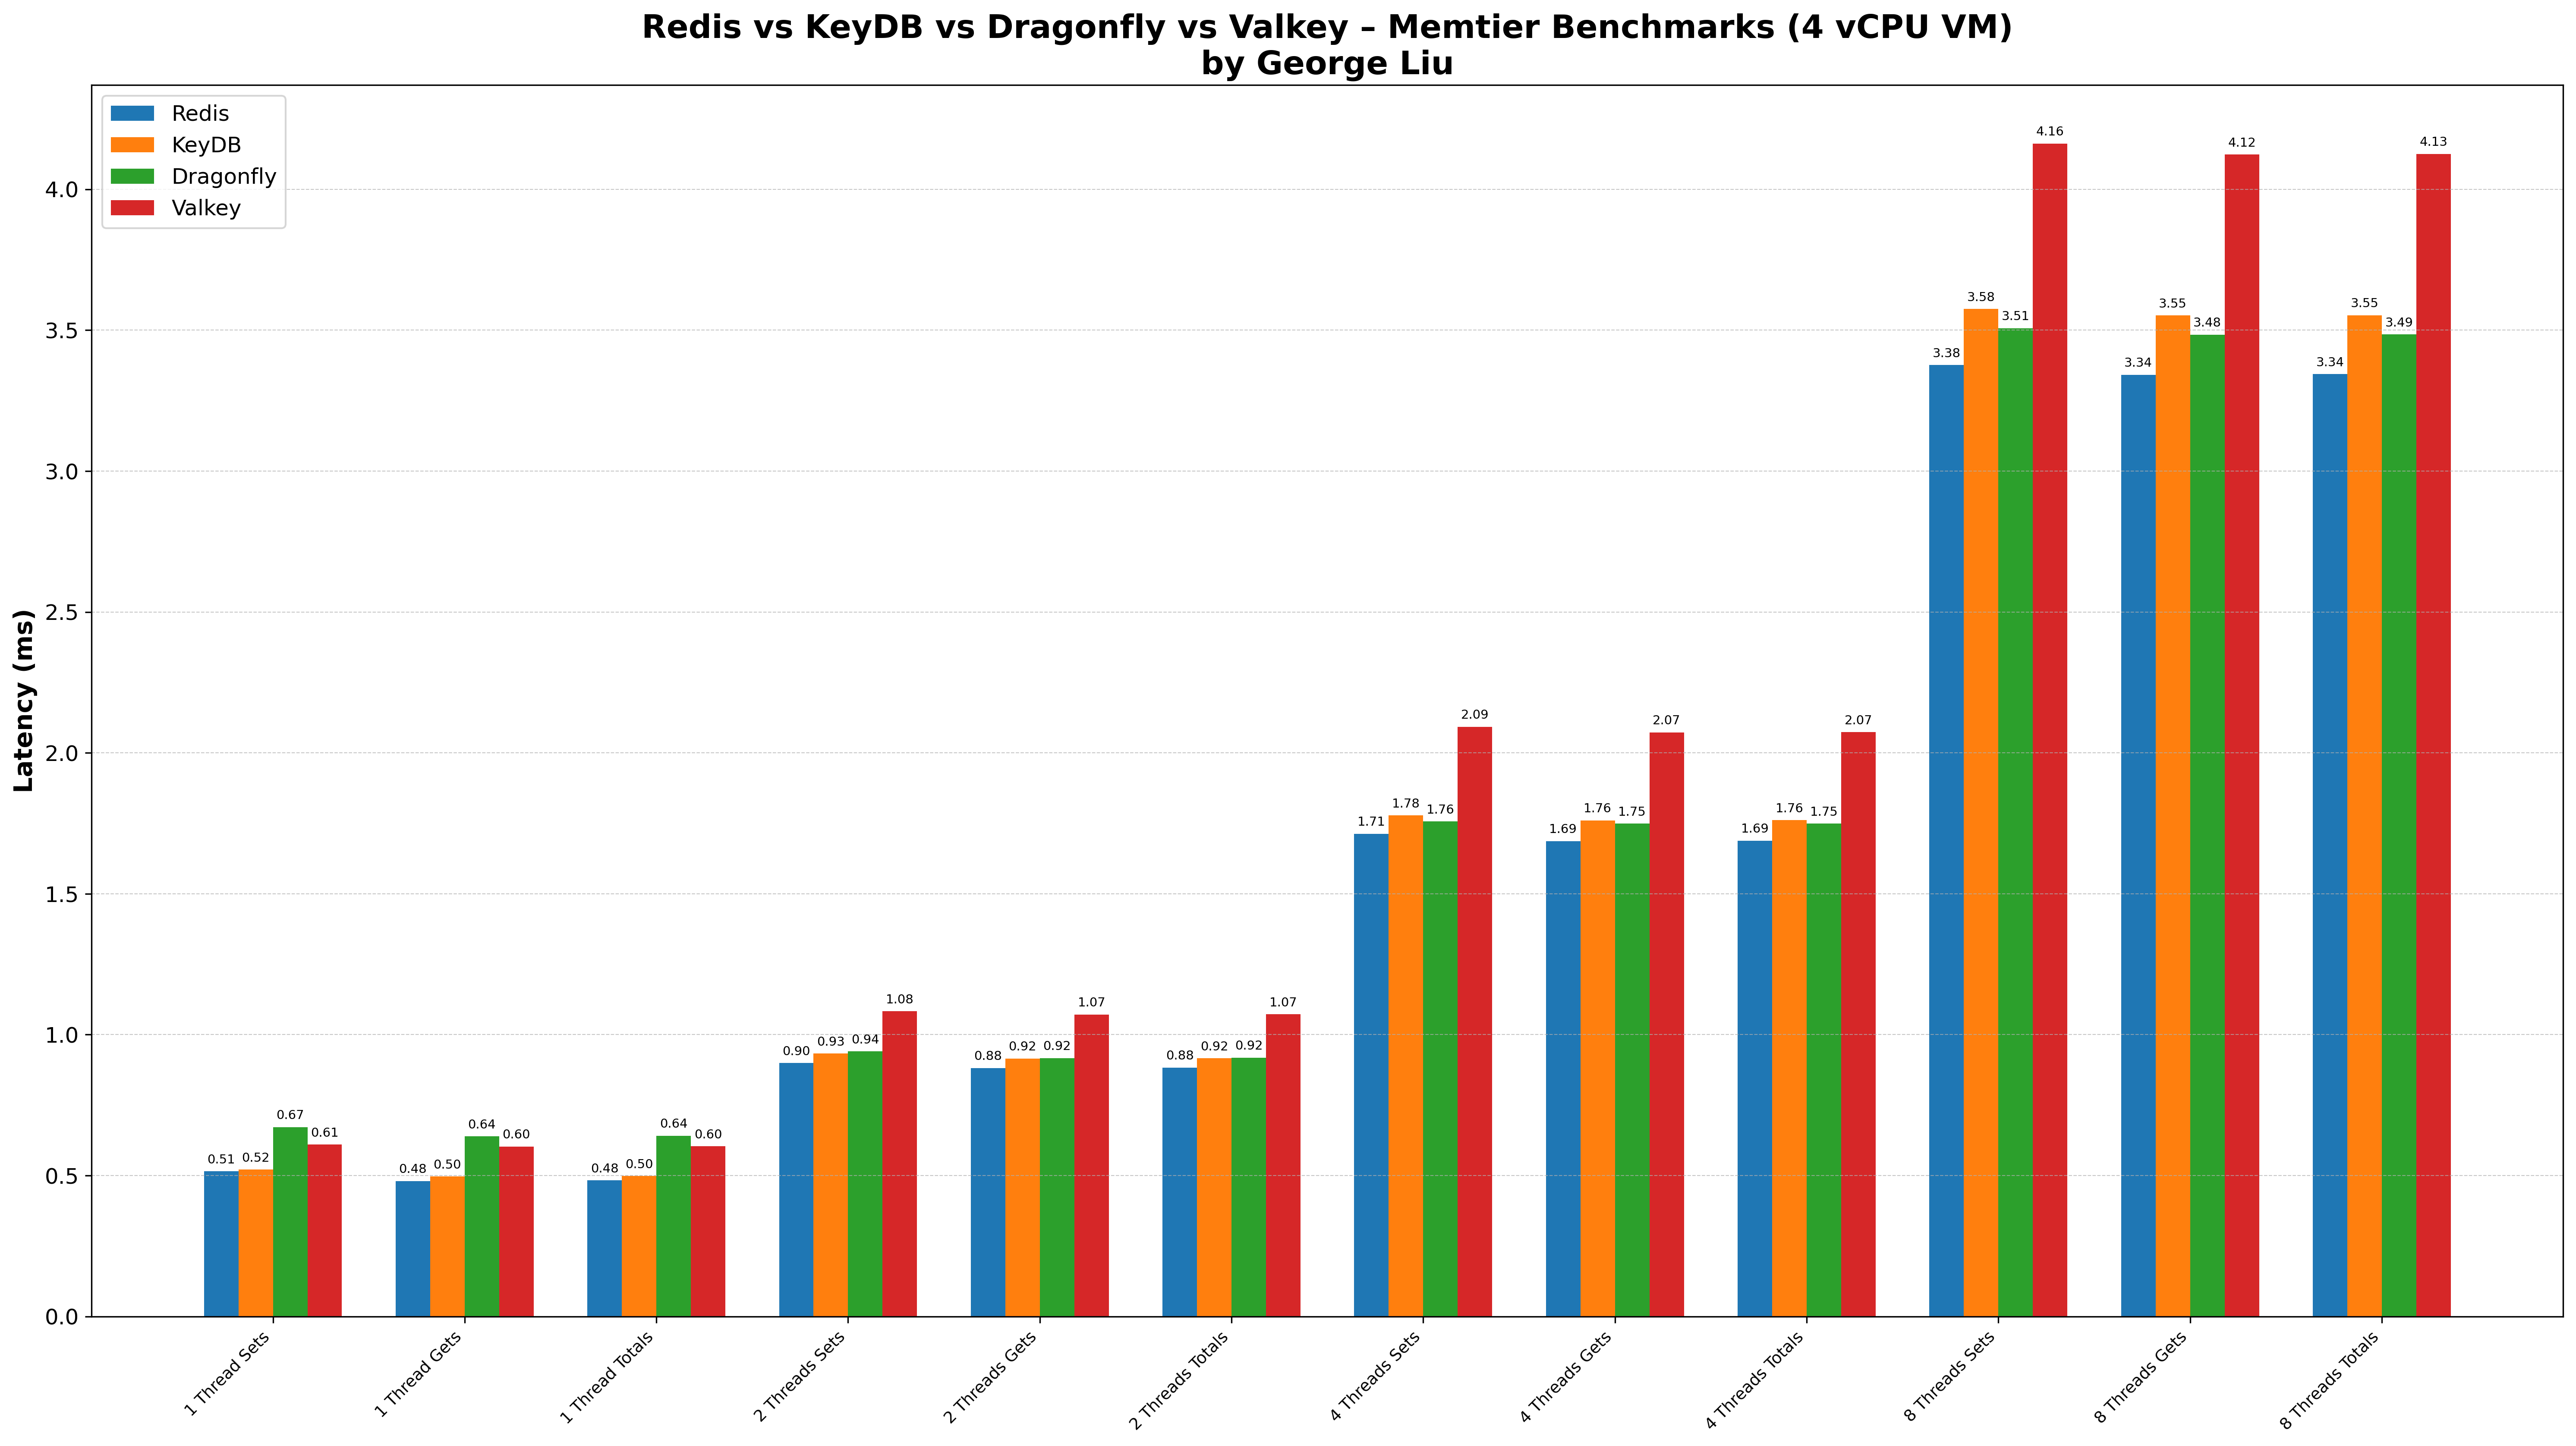 Redis vs KeyDB vs Dragonfly vs Valkey – Memtier Benchmarks (4 vCPU VM)
by George Liu
Redis
KeyDB
Dragonfly
Valkey
Latency (ms)
4.0
3.5
3.0
2.5
2.0
1.5
1.0
0.5
0.0
0.51 0.52 0.67 0.61
0.48 0.50 0.64 0.60
0.48 0.50 0.64 0.60
0.90 0.93 0.94 1.08
0.88 0.92 0.92 1.07
0.88 0.92 0.92 1.07
1.71 1.78 1.76 2.09
1.69 1.76 1.75 2.07
1.69 1.76 1.75 2.07
3.38 3.58 3.51 4.16
3.34 3.55 3.48 4.12
3.34 3.55 3.49 4.13
1 Thread Sets
1 Thread Gets
1 Thread Totals
2 Threads Sets
2 Threads Gets
2 Threads Totals
4 Threads Sets
4 Threads Gets
4 Threads Totals
8 Threads Sets
8 Threads Gets
8 Threads Totals